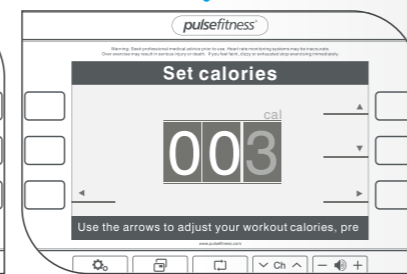 pulsefitness
Warning: Seek professional medical advice prior to use. Heart rate monitoring systems may be inaccurate.
Over exercise may result in serious injury or death. If you feel faint, dizzy or exhausted stop exercising immediately.
Set calories
cal
003
Use the arrows to adjust your workout calories, pre
www.pulsefitness.com
Ch